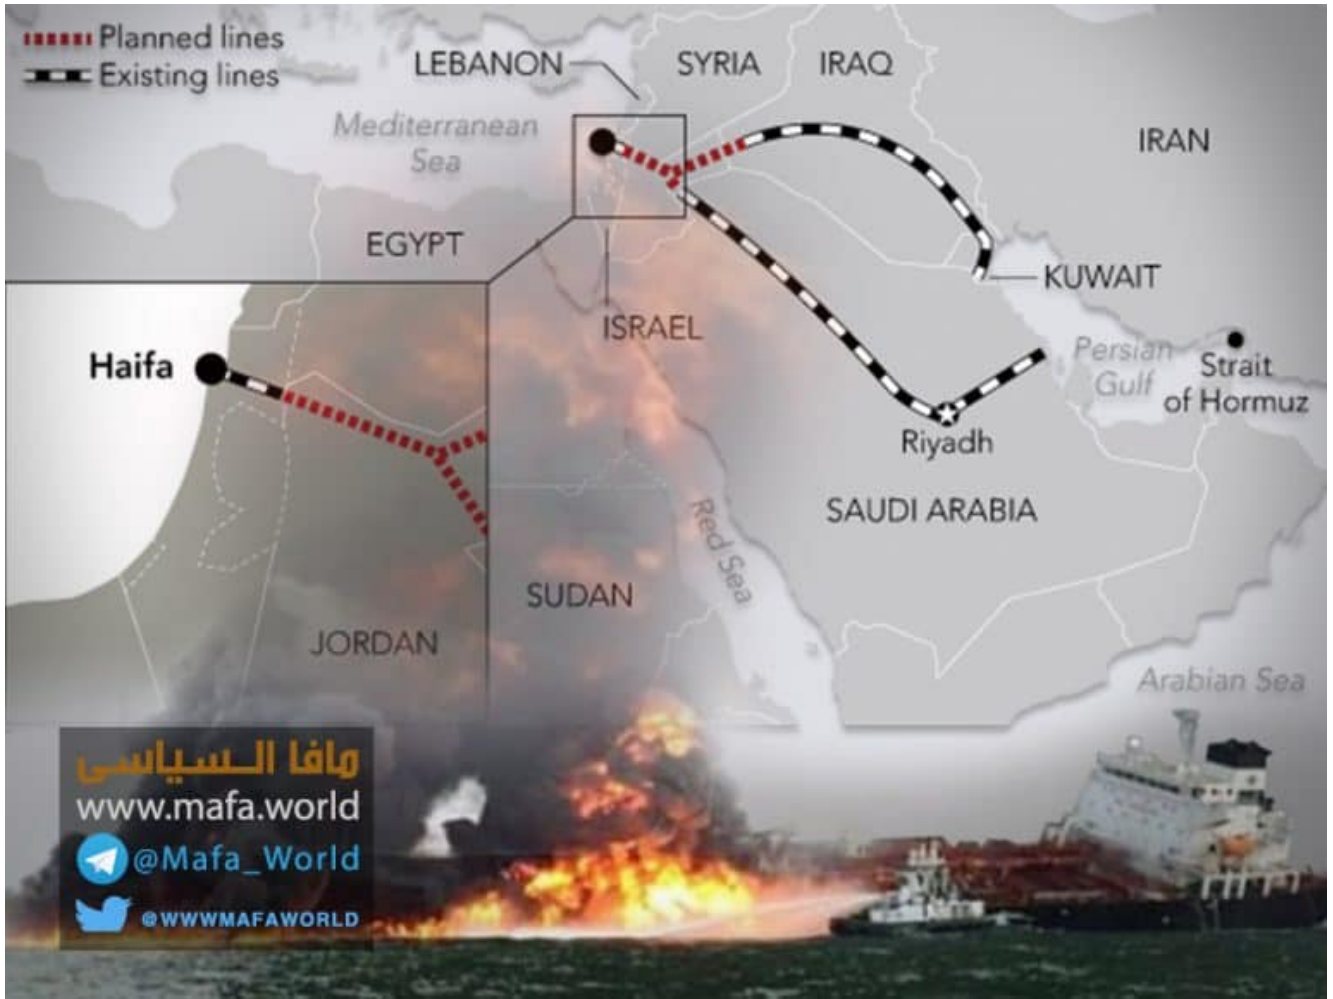 Planned lines
Existing lines
LEBANON
SYRIA
IRAQ
IRAN
Mediterranean
Sea
EGYPT
ISRAEL
KUWAIT
Persian
Gulf
Strait
of Hormuz
Haifa
Riyadh
SAUDI ARABIA
Red Sea
SUDAN
JORDAN
Arabian Sea
مافا السياسى
www.mafa.world
@Mafa_World
@WWWMAFAWORLD